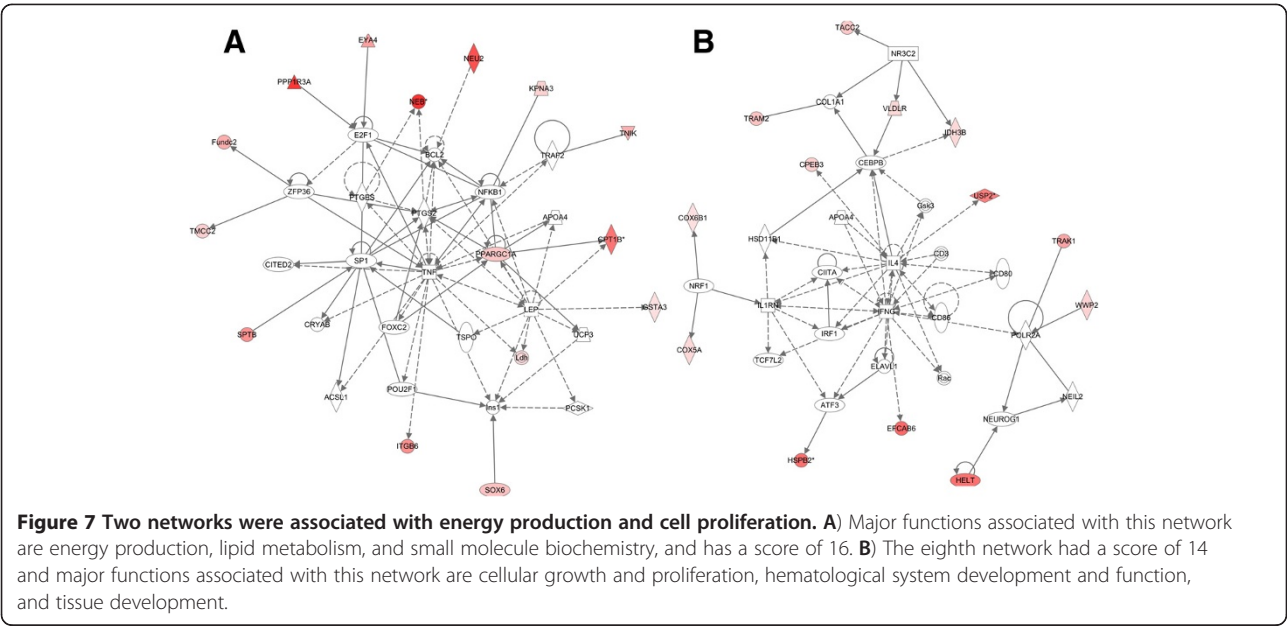 A
B
EYA4
TACC2
NR3C2
NEU2
PPP1R3A
KPNA3
NEB*
COL1A1
VLDLR
TRAM2
E2F1
TNIK
IDH3B
Fundc2
BCL2
TRAF2
CEBPB
CPEB3
ZFP36
NFKB1
PTGES
USP2*
Gsk3
COX6B1
PTGS2
APOA4
APOA4
TMCC2
HSD11B1
CPT1B*
TRAK1
CD3
PPARGC1A
CITED2
SP1
IL4
TNF
CIITA
CD80
NRF1
IL1RN
WWP2
GSTA3
LEP
IFNG
CD86
CRYAB
FOXC2
SPTB
TSPO
UCP3
IRF1
POLR2A
COX5A
Ldh
TCF7L2
ELAVL1
Rac
POU2F1
ACSL1
NEIL2
Ins1
PCSK1
ATF3
NEUROG1
EFCAB6
ITGB6
HSPB2*
HELT
SOX6
Figure 7 Two networks were associated with energy production and cell proliferation. A) Major functions associated with this network
are energy production, lipid metabolism, and small molecule biochemistry, and has a score of 16. B) The eighth network had a score of 14
and major functions associated with this network are cellular growth and proliferation, hematological system development and function,
and tissue development.